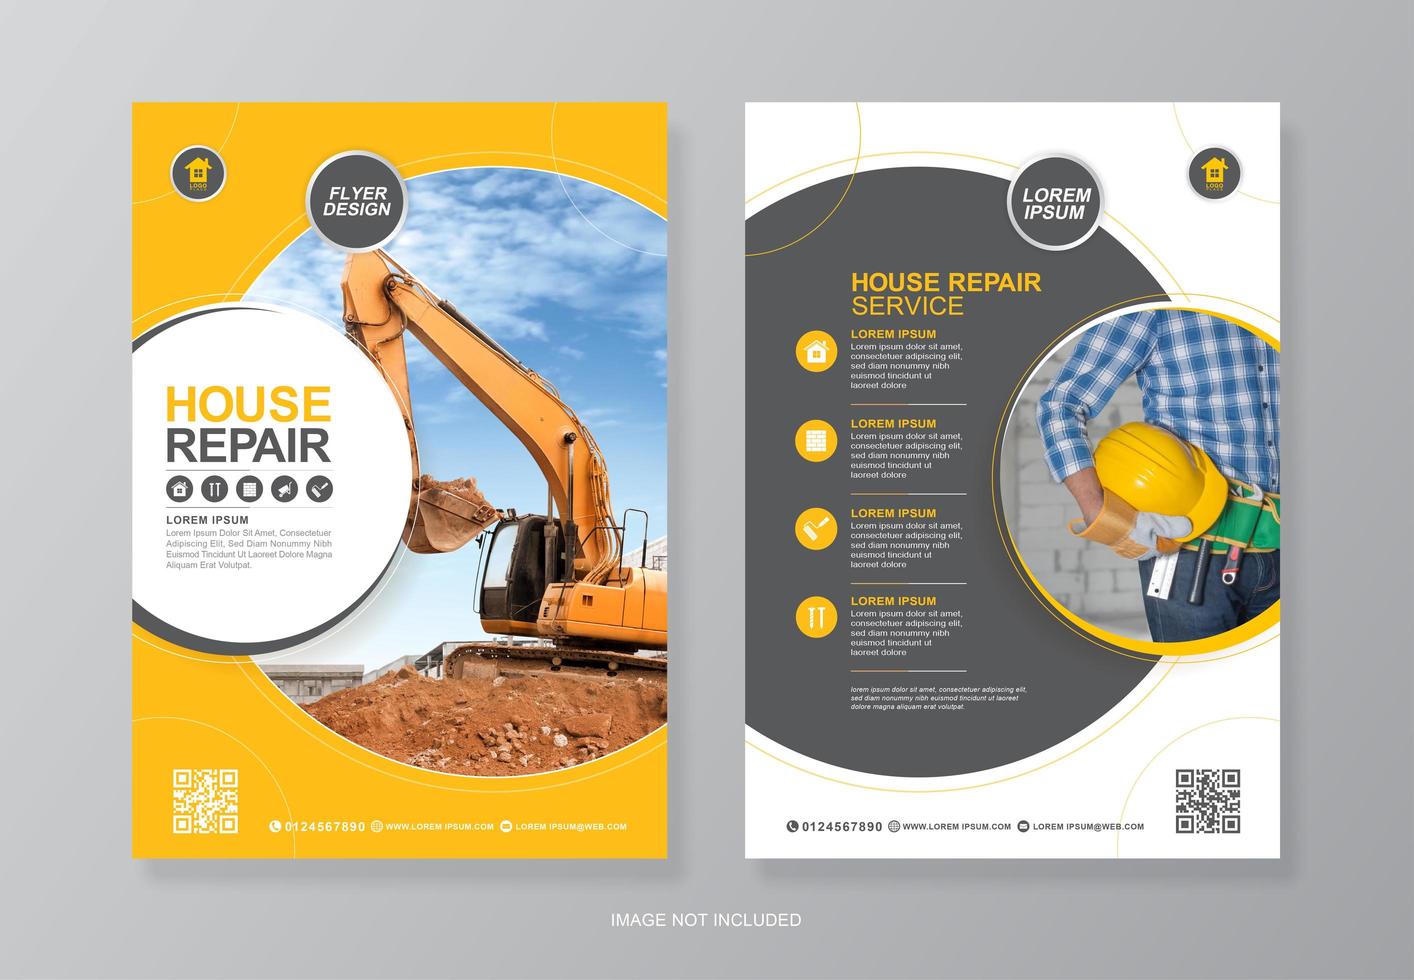 LOGO
PLACE
FLYER
DESIGN
HOUSE
REPAIR
LOREM IPSUM
Lorem Ipsum Dolor Sit Amet, Consectetuer
Adipiscing Elit, Sed Diam Nonummy Nibh
Euismod Tincidunt Ut Laoreet Dolore Magna
Aliquam Erat Volutpat.
0124567890
WWW.LOREM IPSUM.COM
LOREM IPSUM@WEB.COM
LOGO
PLACE
LOREM
IPSUM
HOUSE REPAIR
SERVICE
LOREM IPSUM
Lorem ipsum dolor sit amet,
consectetuer adipiscing elit,
sed diam nonummy nibh
euismod tincidunt ut
laoreet dolore
LOREM IPSUM
Lorem ipsum dolor sit amet,
consectetuer adipiscing elit,
sed diam nonummy nibh
euismod tincidunt ut
laoreet dolore
LOREM IPSUM
Lorem ipsum dolor sit amet,
consectetuer adipiscing elit,
sed diam nonummy nibh
euismod tincidunt ut
laoreet dolore
LOREM IPSUM
Lorem ipsum dolor sit amet,
consectetuer adipiscing elit,
sed diam nonummy nibh
euismod tincidunt ut
laoreet dolore
lorem ipsum dolor sit amet, consectetuer adipiscing elit,
sed diam nonummy nibh euismod tincidunt ut laoreet
dolore magna aliquam erat volutpat.
0124567890
WWW.LOREM IPSUM.COM
LOREM IPSUM@WEB.COM
IMAGE NOT INCLUDED